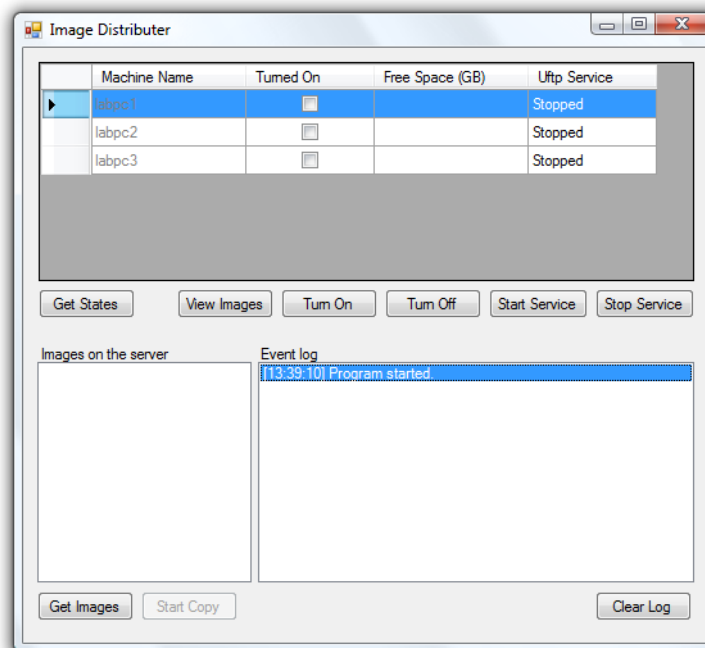 Image Distributer
Machine Name Turned On Free Space (GB) Uftp Service
labpc1 Stopped
labpc2 Stopped
labpc3 Stopped
Get States View Images Turn On Turn Off Start Service Stop Service
Images on the server Event log
[13:39:10] Program started.
Get Images Start Copy Clear Log